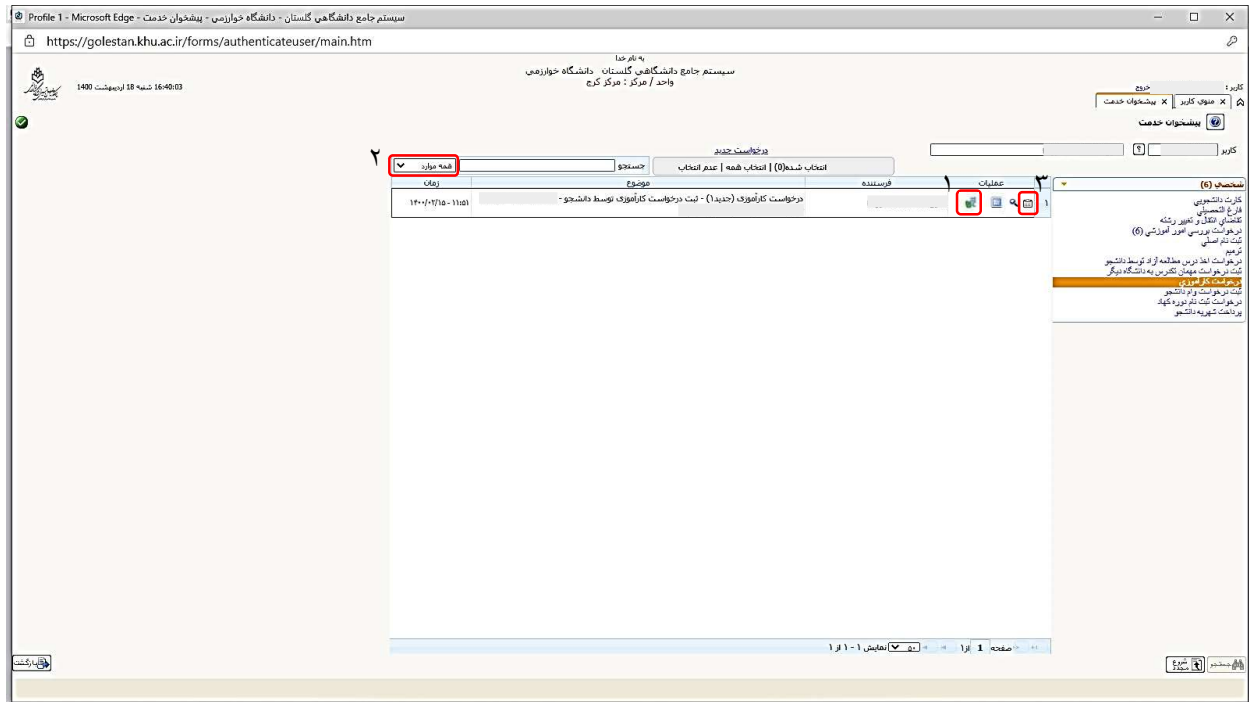 سیستم جامع دانشگاهی گلستان - دانشگاه خوارزمی - پیشخوان خدمت - Profile 1 - Microsoft Edge
https://golestan.khu.ac.ir/forms/authenticateuser/main.htm
به نام خدا
سیستم جامع دانشگاهی گلستان دانشگاه خوارزمی
واحد / مرکز : مرکز کرج
16:40:03 شنبه 18 اردیبهشت 1400
کاربر :
خروج
منوی کاربر
پیشخوان خدمت
پیشخوان خدمت
کاربر
؟
درخواست جدید
انتخاب شده(0) | انتخاب همه | عدم انتخاب
جستجو
همه موارد
۲
۳
عملیات
۱
فرستنده
موضوع
زمان
۱
درخواست کارآموزی (جدید۱) - ثبت درخواست کارآموزی توسط دانشجو -
۱۴۰۰/۰۲/۱۵ - ۱۱:۵۱
شخصی (6)
کارت دانشجویی
فارغ التحصیلی
تقاضای انتقال و تغییر رشته
درخواست بررسی امور آموزشی (6)
ثبت نام اصلی
ترمیم
درخواست اخذ درس مطالعه آزاد توسط دانشجو
ثبت درخواست مهمان تکدرس به دانشگاه دیگر
درخواست کارآموزی
ثبت درخواست وام دانشجو
درخواست ثبت نام دوره کهاد
پرداخت شهریه دانشجو
صفحه 1 از۱
۵۰
نمایش ۱ - ۱ از ۱
جستجو
شروع مجدد
بازگشت